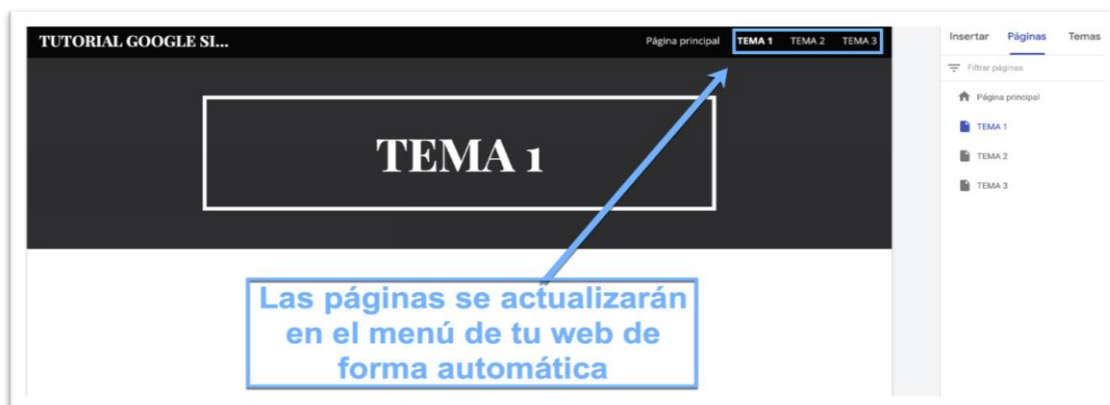 TUTORIAL GOOGLE SI...
Página principal TEMA 1 TEMA 2 TEMA 3
TEMA 1
Las páginas se actualizarán
en el menú de tu web de
forma automática
Insertar Páginas Temas
Filtrar páginas
Página principal
TEMA 1
TEMA 2
TEMA 3